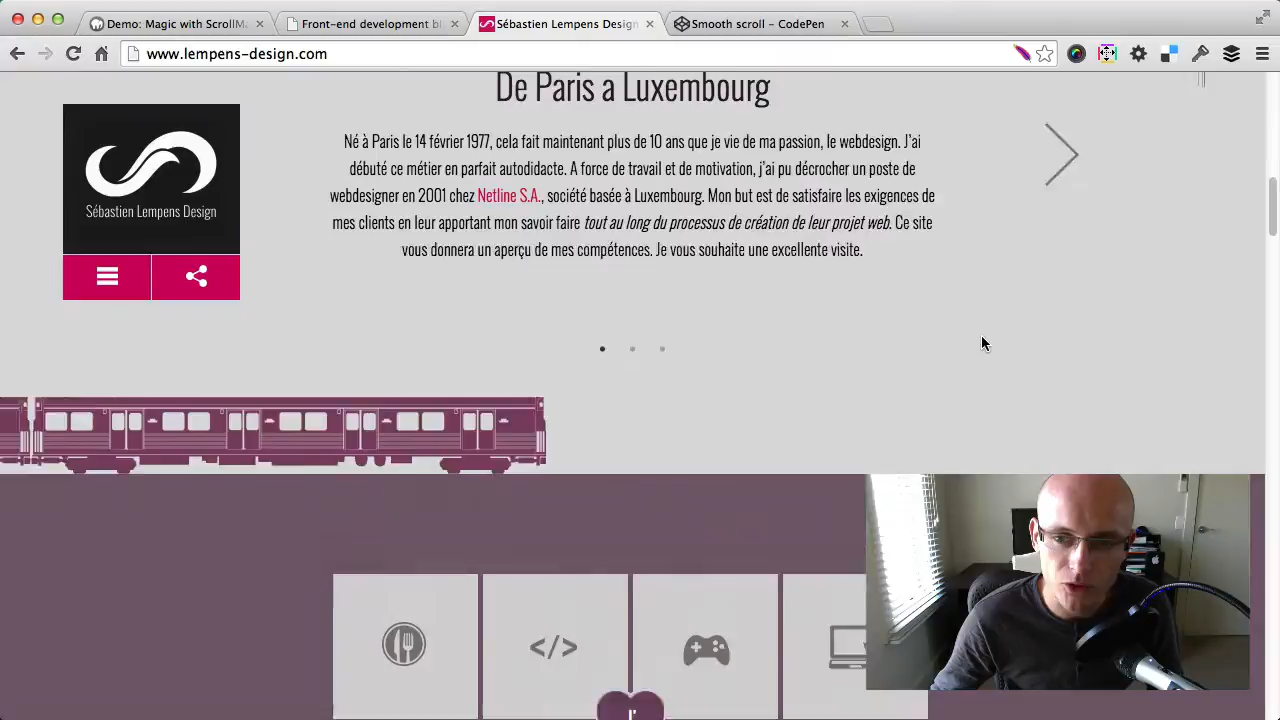 Demo: Magic with ScrollM
Front-end development bl
Sébastien Lempens Design
Smooth scroll - CodePen
www.lempens-design.com
De Paris a Luxembourg
Né à Paris le 14 février 1977, cela fait maintenant plus de 10 ans que je vie de ma passion, le webdesign. J'ai
débuté ce métier en parfait autodidacte. A force de travail et de motivation, j'ai pu décrocher un poste de
webdesigner en 2001 chez Netline S.A., société basée à Luxembourg. Mon but est de satisfaire les exigences de
mes clients en leur apportant mon savoir faire tout au long du processus de création de leur projet web. Ce site
vous donnera un aperçu de mes compétences. Je vous souhaite une excellente visite.
Sébastien Lempens Design